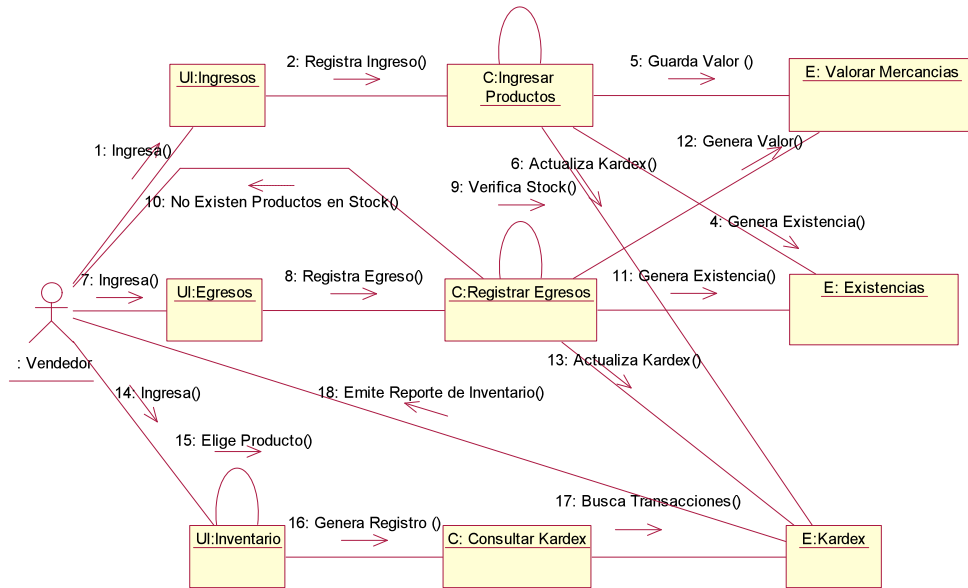 2: Registra Ingreso()
5: Guarda Valor ()
UI:Ingresos
C:Ingresar
Productos
E: Valorar Mercancias
1: Ingresa()
12: Genera Valor()
6: Actualiza Kardex()
9: Verifica Stock()
10: No Existen Productos en Stock()
4: Genera Existencia()
7: Ingresa()
8: Registra Egreso()
11: Genera Existencia()
UI:Egresos
C:Registrar Egresos
E: Existencias
: Vendedor
13: Actualiza Kardex()
14: Ingresa()
18: Emite Reporte de Inventario()
15: Elige Producto()
17: Busca Transacciones()
16: Genera Registro ()
UI:Inventario
C: Consultar Kardex
E:Kardex